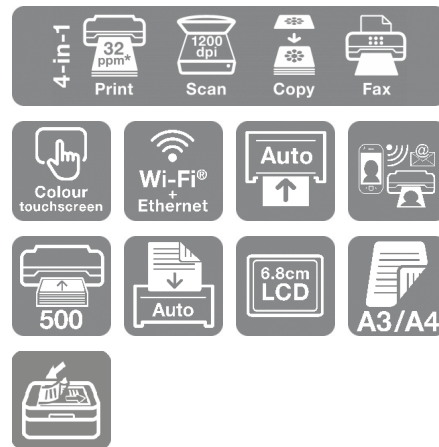 4-in-1
32
ppm*
Print
1200
dpi
Scan
Copy
Fax
Colour
touchscreen
Wi-Fi®
+
Ethernet
Auto
@
500
Auto
6.8cm
LCD
A3/A4